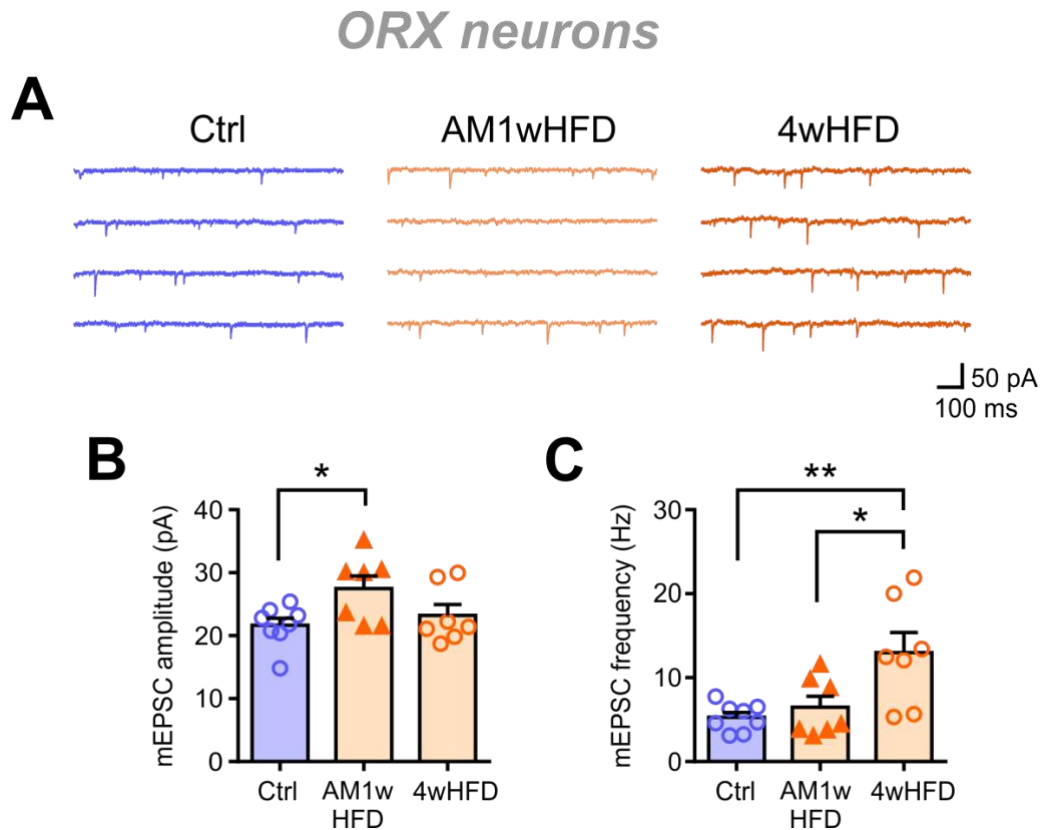 ORX neurons
A
Ctrl
AM1wHFD
4wHFD
50 pA
100 ms
B
*
mEPSC amplitude (pA)
40
30
20
10
0
Ctrl
AM1w
HFD
4wHFD
C
**
*
mEPSC frequency (Hz)
30
20
10
0
Ctrl
AM1w
HFD
4wHFD